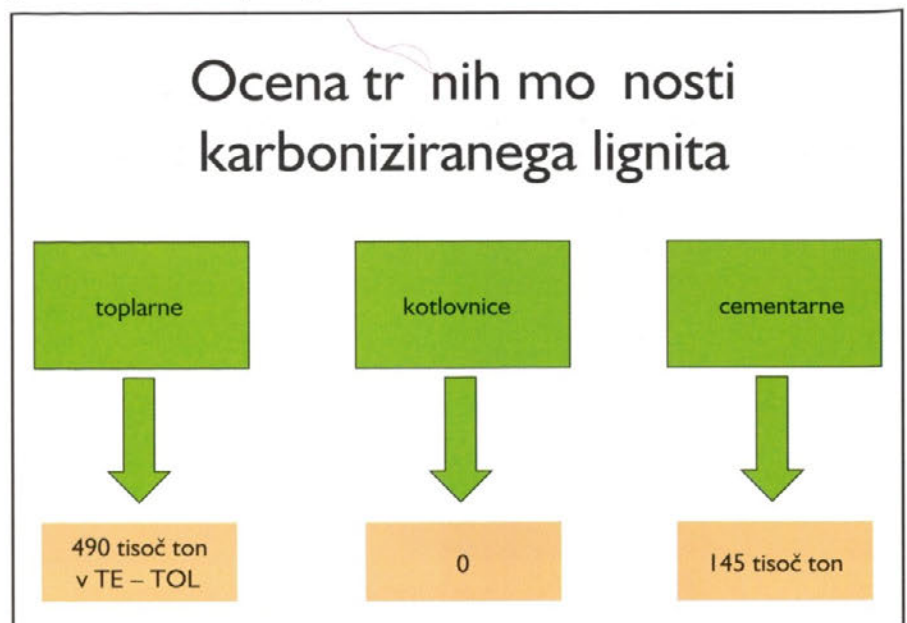 Ocena tr nih mo nosti
karboniziranega lignita
toplarne
kotlovnice
cementarne
490 tisoč ton
v TE – TOL
0
145 tisoč ton